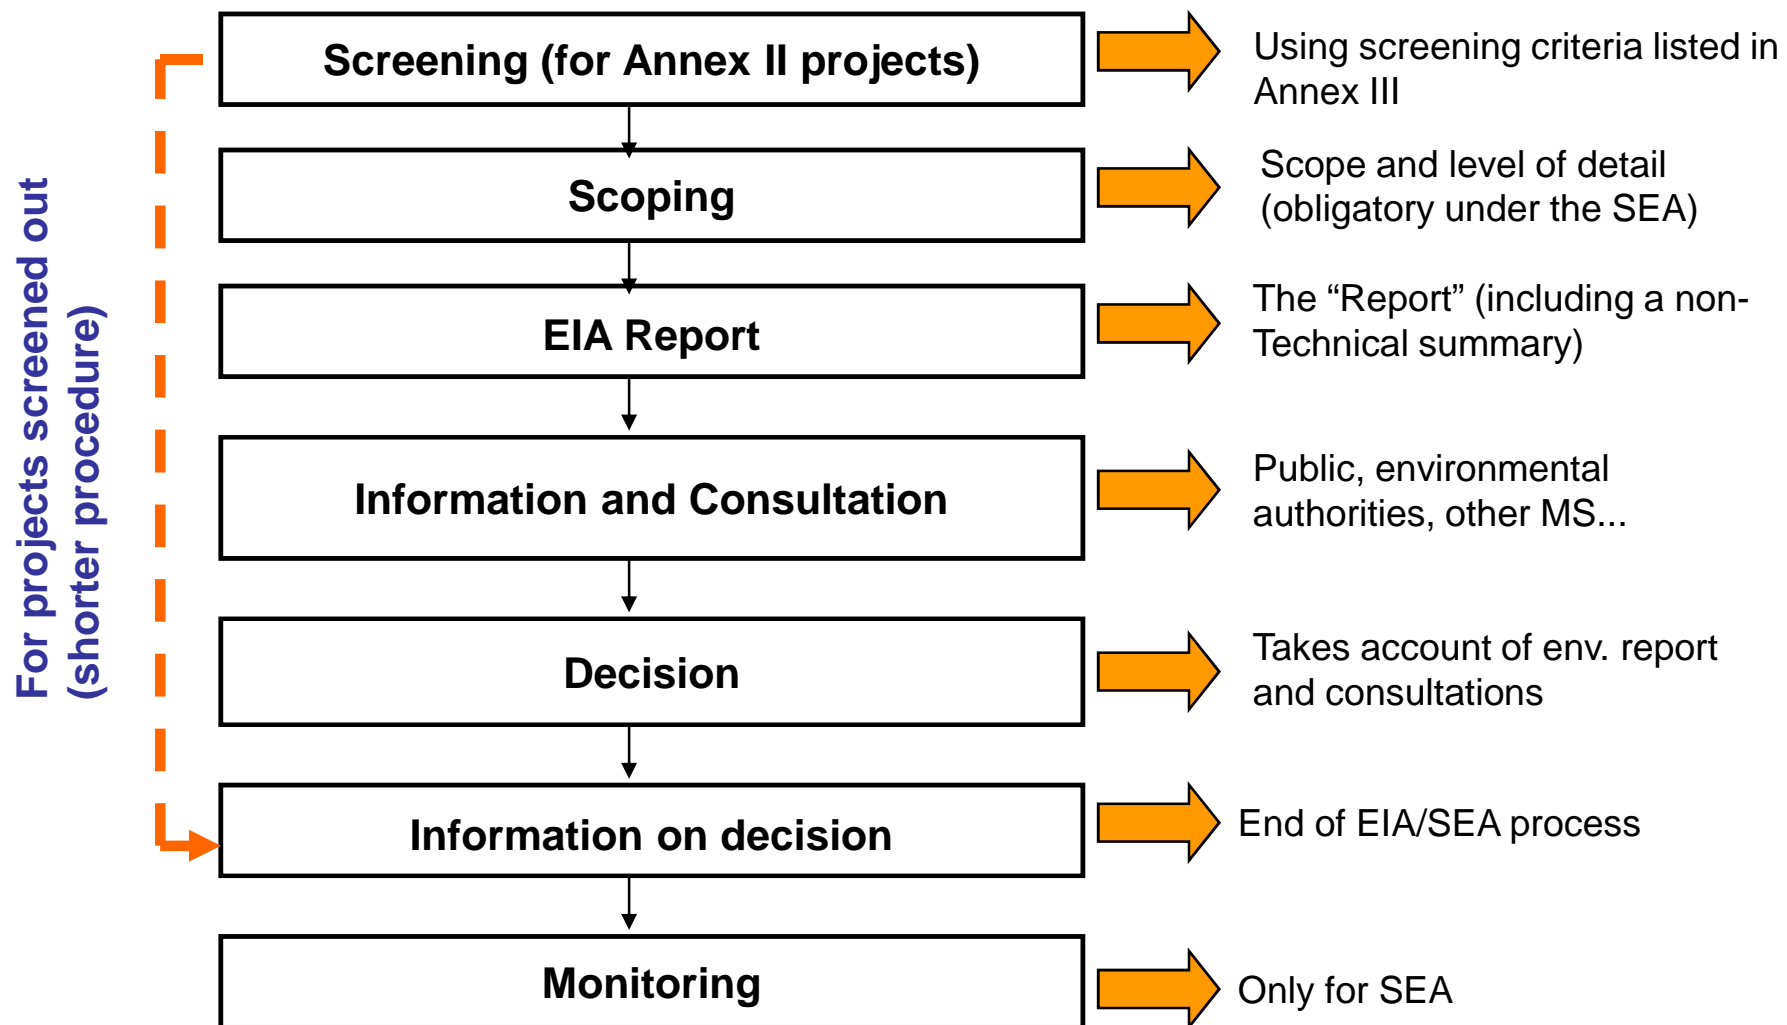 For projects screened out
(shorter procedure)
Screening (for Annex II projects)
Using screening criteria listed in
Annex III
Scoping
Scope and level of detail
(obligatory under the SEA)
EIA Report
The “Report” (including a non-
Technical summary)
Information and Consultation
Public, environmental
authorities, other MS...
Decision
Takes account of env. report
and consultations
Information on decision
End of EIA/SEA process
Monitoring
Only for SEA